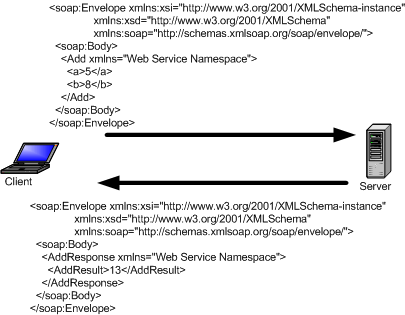 <soap:Envelope xmlns:xsi="http://www.w3.org/2001/XMLSchema-instance"
xmlns:xsd="http://www.w3.org/2001/XMLSchema"
xmlns:soap="http://schemas.xmlsoap.org/soap/envelope/">
<soap:Body>
<Add xmlns="Web Service Namespace">
<a>5</a>
<b>8</b>
</Add>
</soap:Body>
</soap:Envelope>
Client
Server
<soap:Envelope xmlns:xsi="http://www.w3.org/2001/XMLSchema-instance"
xmlns:xsd="http://www.w3.org/2001/XMLSchema"
xmlns:soap="http://schemas.xmlsoap.org/soap/envelope/">
<soap:Body>
<AddResponse xmlns="Web Service Namespace">
<AddResult>13</AddResult>
</AddResponse>
</soap:Body>
</soap:Envelope>